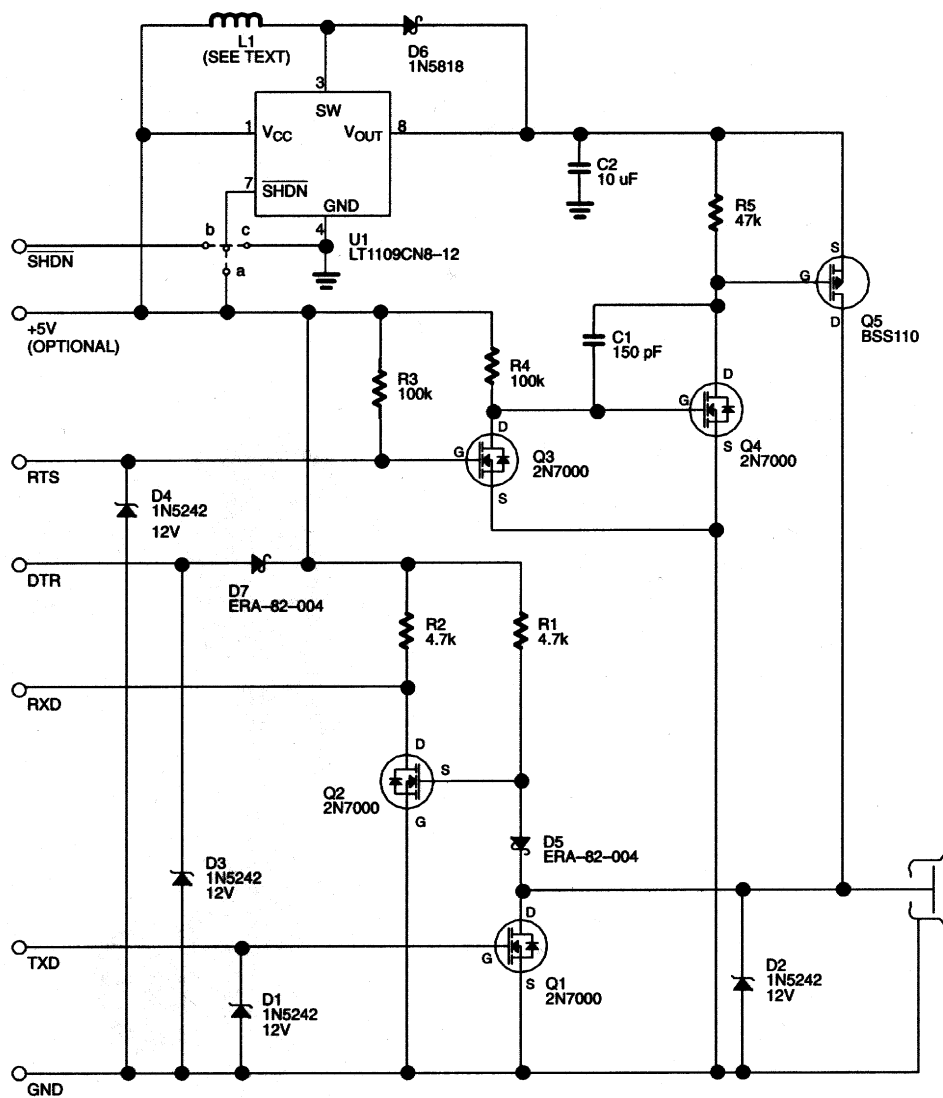 L1
(SEE TEXT)
D6
1N5818
3
SW
1
VCC
VOUT
8
7
SHDN
GND
4
C2
10 uF
R5
47k
b
c
a
U1
LT1109CN8-12
SHDN
S
G
D
Q5
BSS110
+5V
(OPTIONAL)
C1
150 pF
R3
100k
R4
100k
D
G
S
Q3
2N7000
D
G
S
Q4
2N7000
RTS
D4
1N5242
12V
DTR
D7
ERA-82-004
R2
4.7k
R1
4.7k
RXD
D
S
G
Q2
2N7000
D5
ERA-82-004
D3
1N5242
12V
TXD
D
G
S
Q1
2N7000
D1
1N5242
12V
D2
1N5242
12V
GND